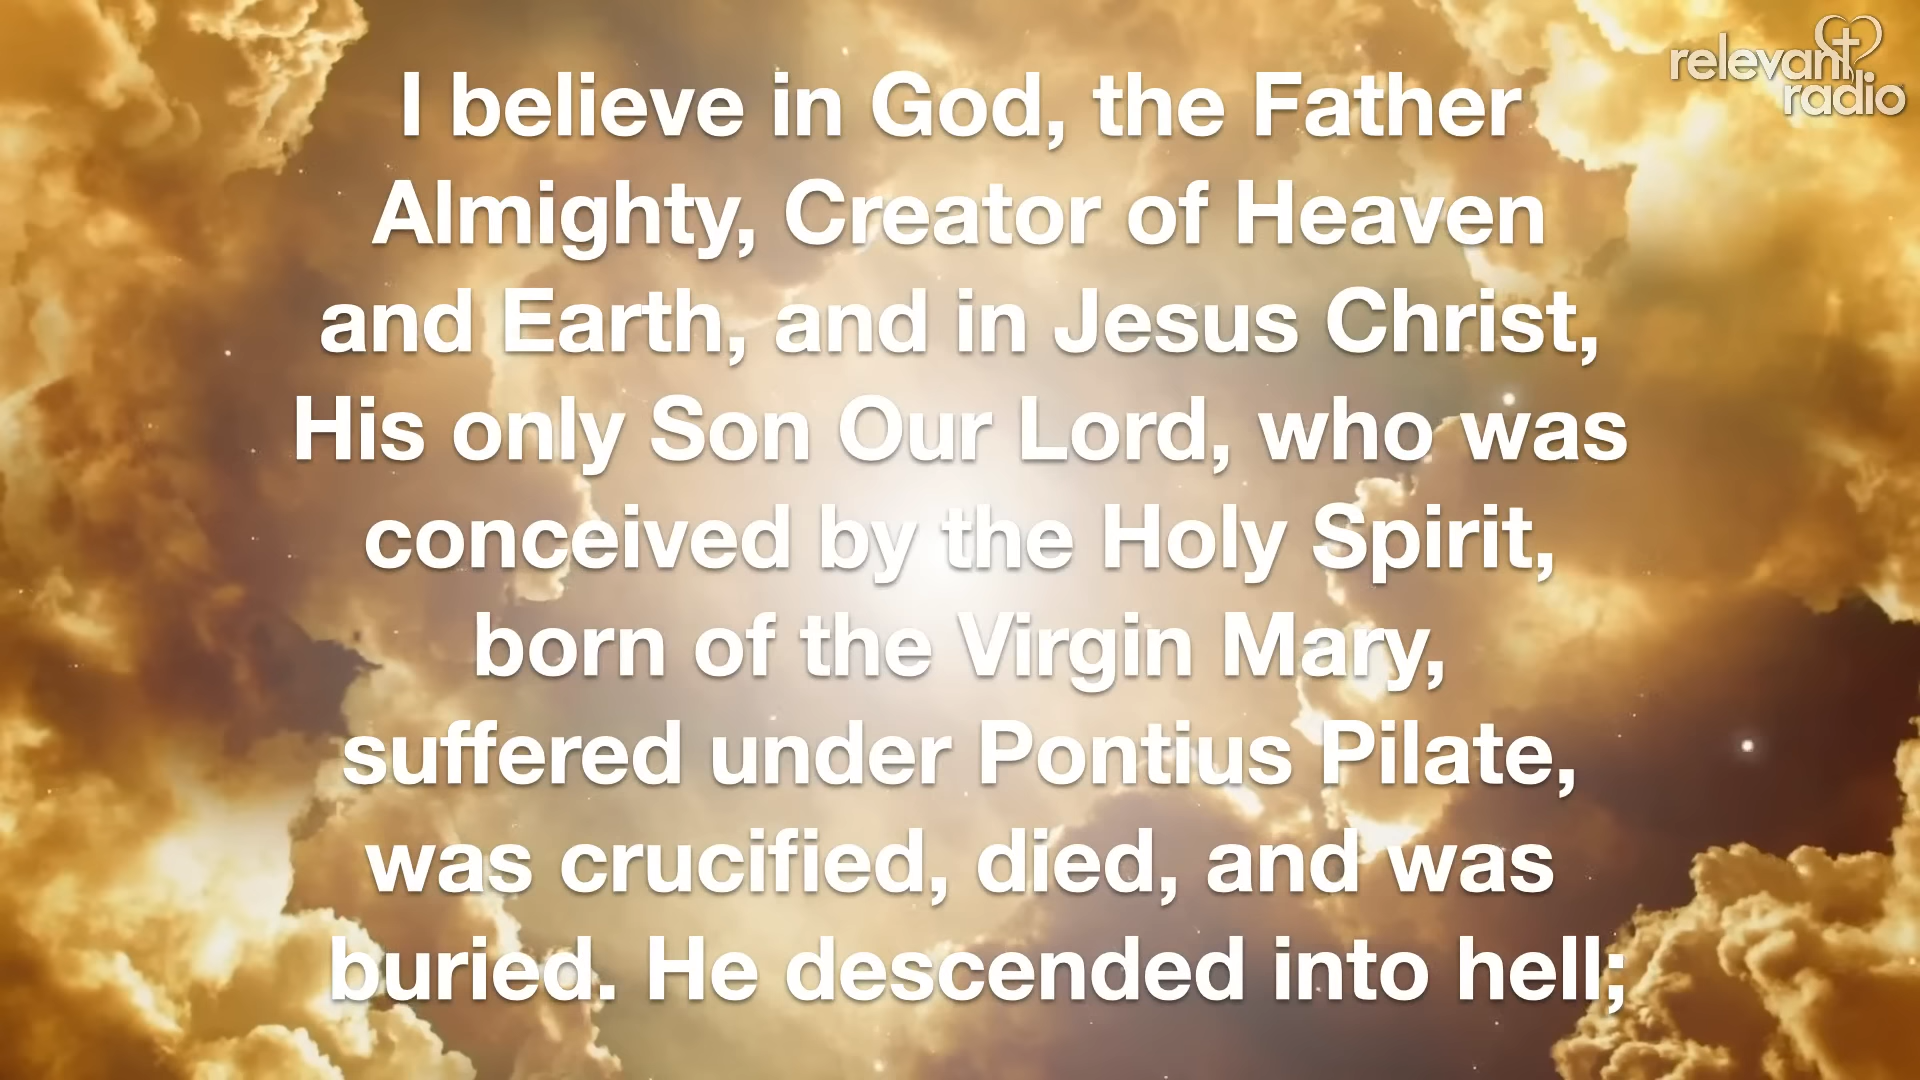 relevant
radio
I believe in God, the Father
Almighty, Creator of Heaven
and Earth, and in Jesus Christ,
His only Son Our Lord, who was
conceived by the Holy Spirit,
born of the Virgin Mary,
suffered under Pontius Pilate,
was crucified, died, and was
buried. He descended into hell;